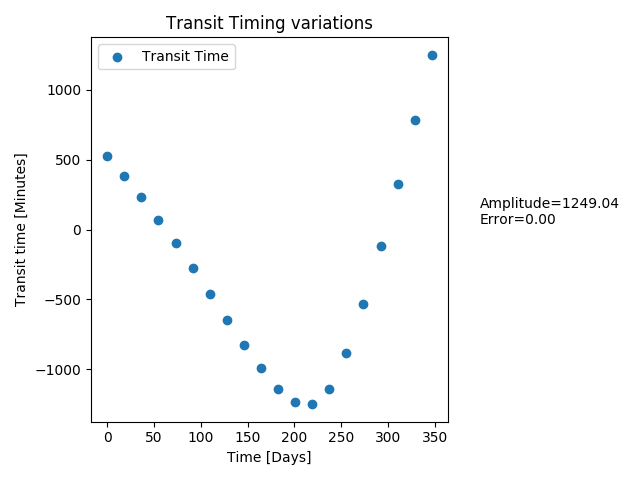 Transit Timing variations
Transit Time
1000
500
0
−500
−1000
Transit time [Minutes]
0 50 100 150 200 250 300 350
Time [Days]
Amplitude=1249.04
Error=0.00